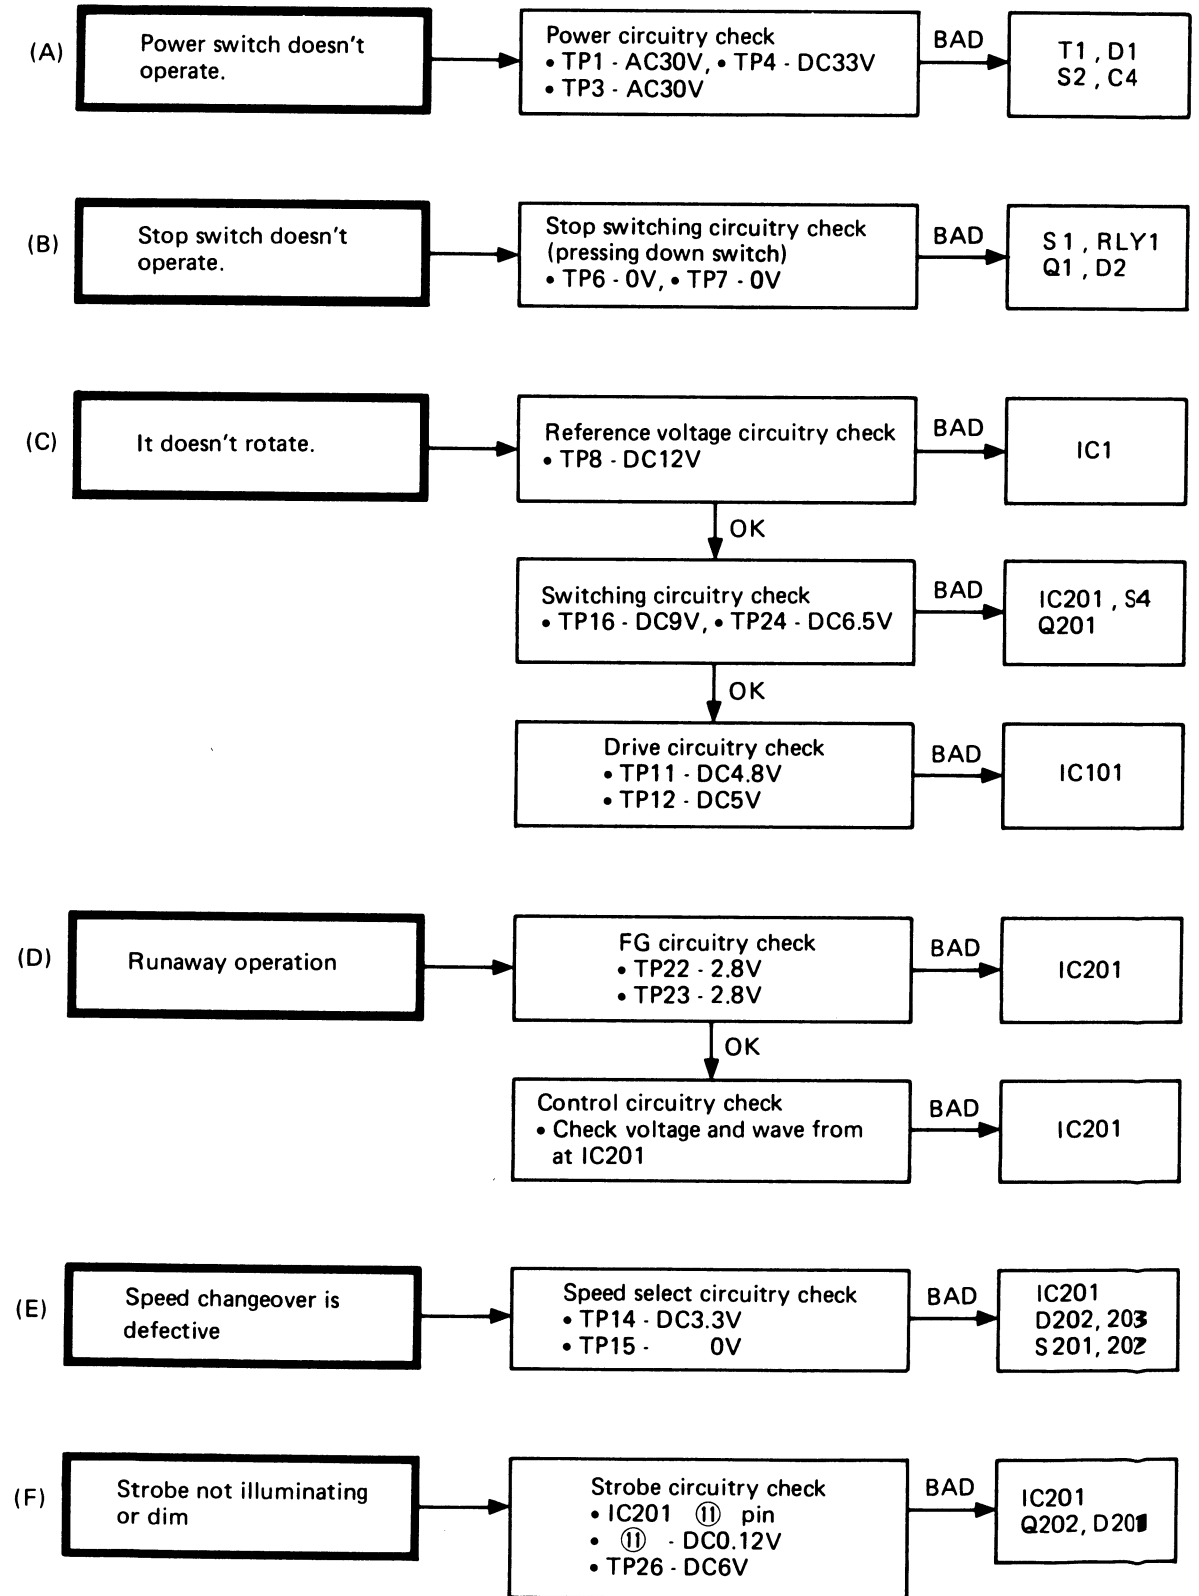 (A)
Power switch doesn't
operate.
Power circuitry check
• TP1 - AC30V, • TP4 - DC33V
• TP3 - AC30V
BAD
T1, D1
S2, C4
(B)
Stop switch doesn't
operate.
Stop switching circuitry check
(pressing down switch)
• TP6 - 0V, • TP7 - 0V
BAD
S1, RLY1
Q1, D2
(C)
It doesn't rotate.
Reference voltage circuitry check
• TP8 - DC12V
BAD
IC1
OK
Switching circuitry check
• TP16 - DC9V, • TP24 - DC6.5V
BAD
IC201, S4
Q201
OK
Drive circuitry check
• TP11 - DC4.8V
• TP12 - DC5V
BAD
IC101
(D)
Runaway operation
FG circuitry check
• TP22 - 2.8V
• TP23 - 2.8V
BAD
IC201
OK
Control circuitry check
• Check voltage and wave from
at IC201
BAD
IC201
(E)
Speed changeover is
defective
Speed select circuitry check
• TP14 - DC3.3V
• TP15 - 0V
BAD
IC201
D202, 203
S201, 202
(F)
Strobe not illuminating
or dim
Strobe circuitry check
• IC201 ⑪ pin
• ⑪ - DC0.12V
• TP26 - DC6V
BAD
IC201
Q202, D201